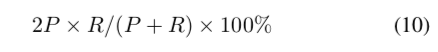 2P × R/(P + R) × 100% (10)